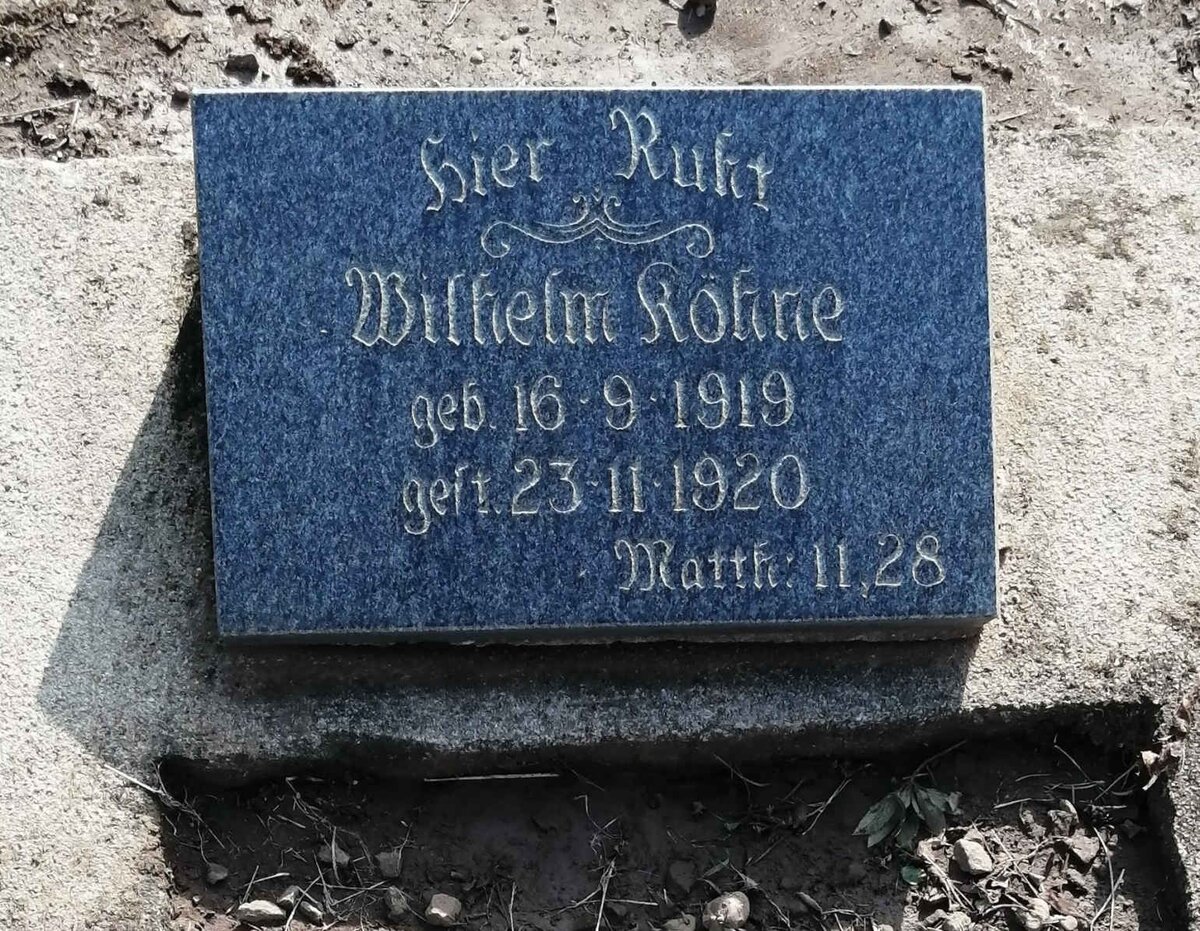 Hier Ruht
Wilhelm Köhne
geb. 16·9·1919
gest. 23·11·1920
Matth: 11,28